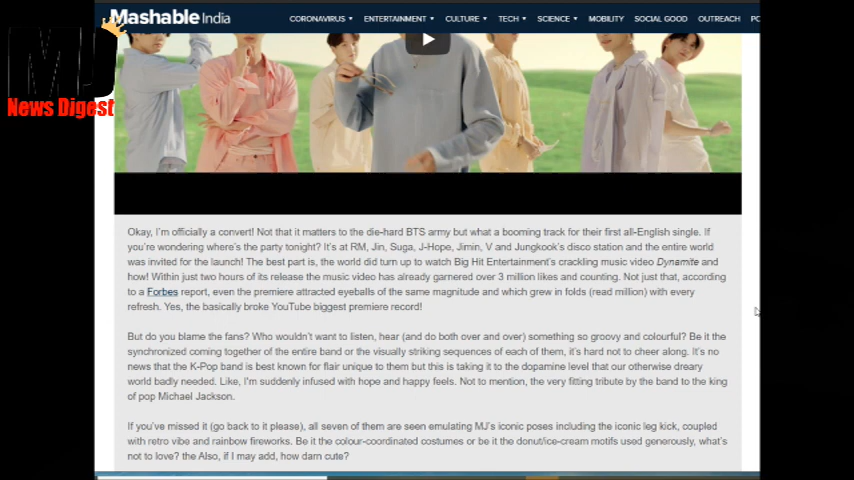 Mashable India
CORONAVIRUS ENTERTAINMENT CULTURE TECH SCIENCE MOBILITY SOCIAL GOOD OUTREACH PO
MJ
News Digest
Okay, I'm officially a convert! Not that it matters to the die-hard BTS army but what a booming track for their first all-English single. If
you're wondering where's the party tonight? It's at RM, Jin, Suga, J-Hope, Jimin, V and Jungkook's disco station and the entire world
was invited for the launch! The best part is, the world did turn up to watch Big Hit Entertainment's crackling music video Dynamite and
how! Within just two hours of its release the music video has already garnered over 3 million likes and counting. Not just that, according
to a Forbes report, even the premiere attracted eyeballs of the same magnitude and which grew in folds (read million) with every
refresh. Yes, the basically broke YouTube biggest premiere record!
But do you blame the fans? Who wouldn't want to listen, hear (and do both over and over) something so groovy and colourful? Be it the
synchronized coming together of the entire band or the visually striking sequences of each of them, it's hard not to cheer along. It's no
news that the K-Pop band is best known for flair unique to them but this is taking it to the dopamine level that our otherwise dreary
world badly needed. Like, I'm suddenly infused with hope and happy feels. Not to mention, the very fitting tribute by the band to the king
of pop Michael Jackson.
If you've missed it (go back to it please), all seven of them are seen emulating MJ's iconic poses including the iconic leg kick, coupled
with retro vibe and rainbow fireworks. Be it the colour-coordinated costumes or be it the donut/ice-cream motifs used generously, what's
not to love? the Also, if I may add, how darn cute?